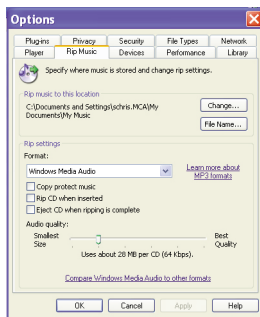 Options
Plug-ins Privacy Security File Types Network
Player Rip Music Devices Performance Library
Specify where music is stored and change rip settings.
Rip music to this location
C:\Documents and Settings\schris.MCA\My
Documents\My Music
Change...
File Name...
Rip settings
Format:
Windows Media Audio
Learn more about
MP3 formats
Copy protect music
Rip CD when inserted
Eject CD when ripping is complete
Audio quality:
Smallest
Size
Best
Quality
Uses about 28 MB per CD (64 Kbps).
Compare Windows Media Audio to other formats
OK Cancel Apply Help